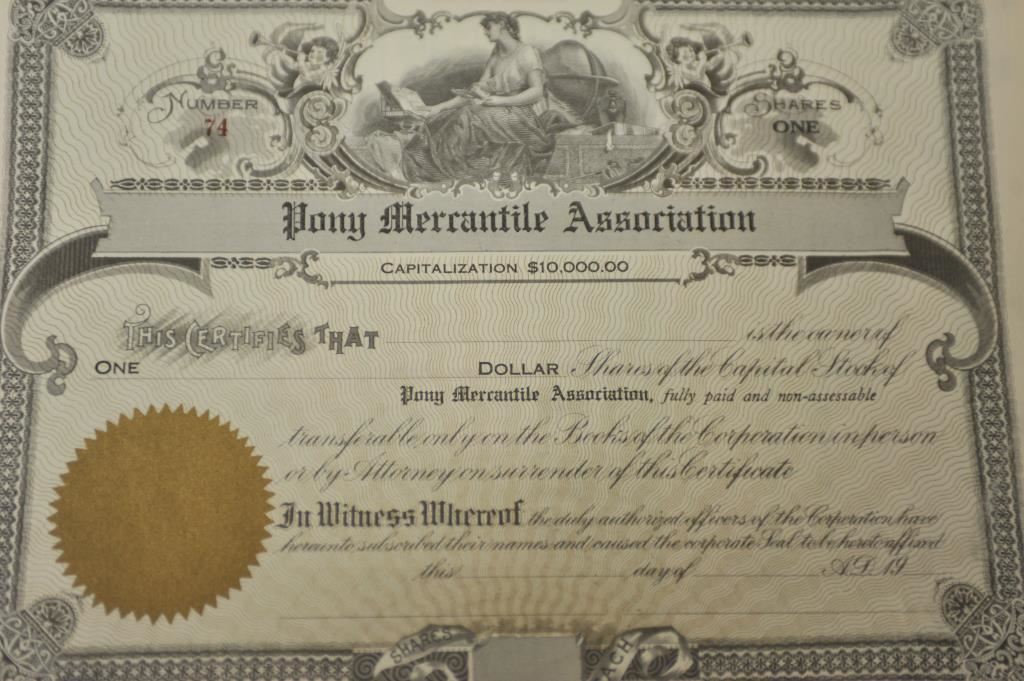 NUMBER
74
SHARES
ONE
Pony Mercantile Association
CAPITALIZATION $10,000.00
THIS CERTIFIES THAT is the owner of
ONE DOLLAR Shares of the Capital Stock of
Pony Mercantile Association, fully paid and non-assessable
transferable only on the Books of the Corporation in person
or by Attorney on surrender of this Certificate
In Witness Whereof the duly authorized officers of the Corporation have
hereunto subscribed their names and caused the corporate Seal to be hereto affixed
this day of A.D. 19
SHARES ACH